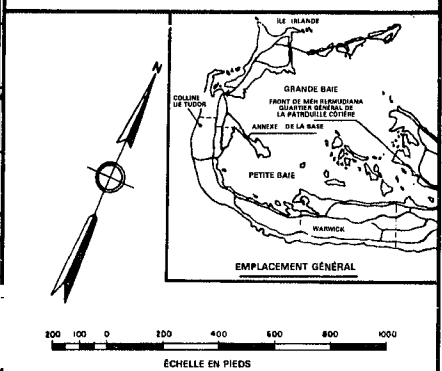 ÎLE IRLANDE
N
GRANDE BAIE
COLLINE
DE TUDOR
FRONT DE MER BERMUDIANA
QUARTIER GÉNÉRAL DE
LA PATROUILLE CÔTIÈRE
ANNEXE DE LA BASE
PETITE BAIE
WARWICK
EMPLACEMENT GÉNÉRAL
200 100 0 200 400 600 800 1000
ÉCHELLE EN PIEDS